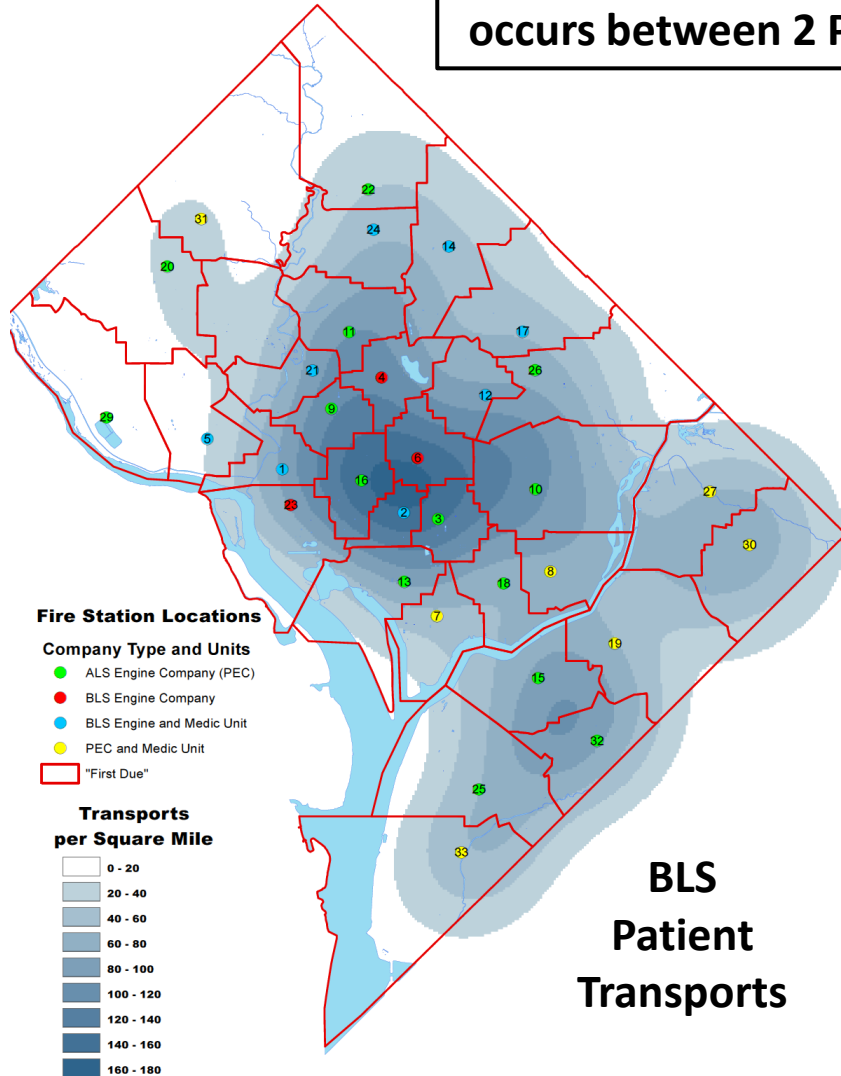 occurs between 2 P
22
31
24
14
20
11
17
21
4
26
12
9
29
5
6
1
16
10
27
23
2
3
30
13
18
8
7
19
15
32
25
33
Fire Station Locations
Company Type and Units
ALS Engine Company (PEC)
BLS Engine Company
BLS Engine and Medic Unit
PEC and Medic Unit
"First Due"
Transports
per Square Mile
0 - 20
20 - 40
40 - 60
60 - 80
80 - 100
100 - 120
120 - 140
140 - 160
160 - 180
BLS
Patient
Transports